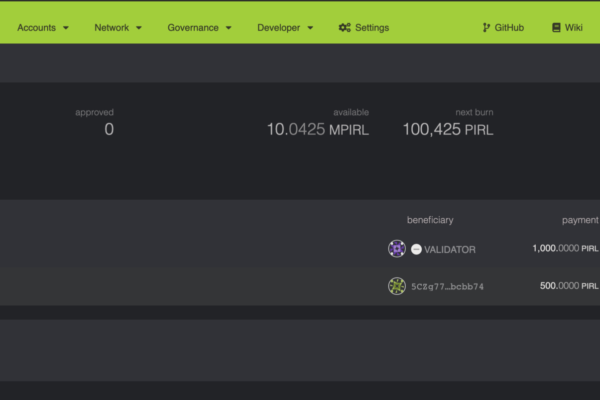 Accounts Network Governance Developer Settings GitHub Wiki
approved available next burn
0 10.0425 MPIRL 100,425 PIRL
beneficiary payment
VALIDATOR 1,000.0000 PIRL
5CZg77…bcbb74 500.0000 PIRL